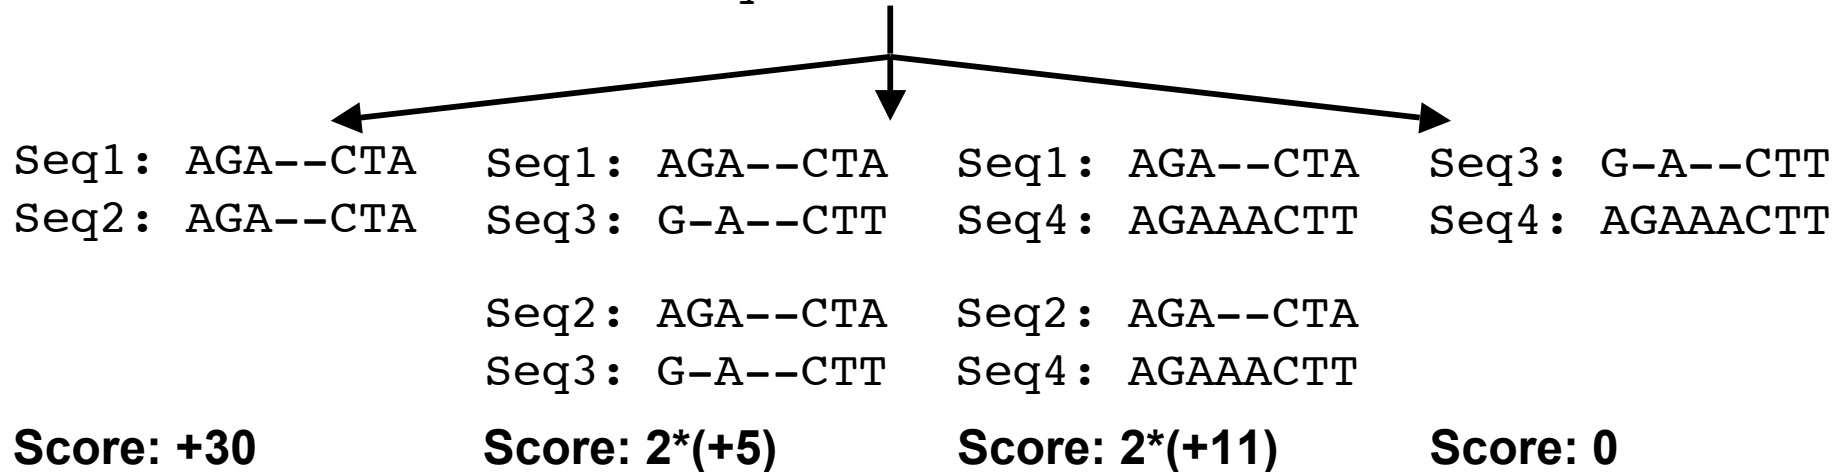 Seq1: AGA--CTA Seq1: AGA--CTA Seq1: AGA--CTA Seq3: G-A--CTT
Seq2: AGA--CTA Seq3: G-A--CTT Seq4: AGAAACTT Seq4: AGAAACTT
Seq2: AGA--CTA Seq2: AGA--CTA
Seq3: G-A--CTT Seq4: AGAAACTT
Score: +30 Score: 2*(+5) Score: 2*(+11) Score: 0